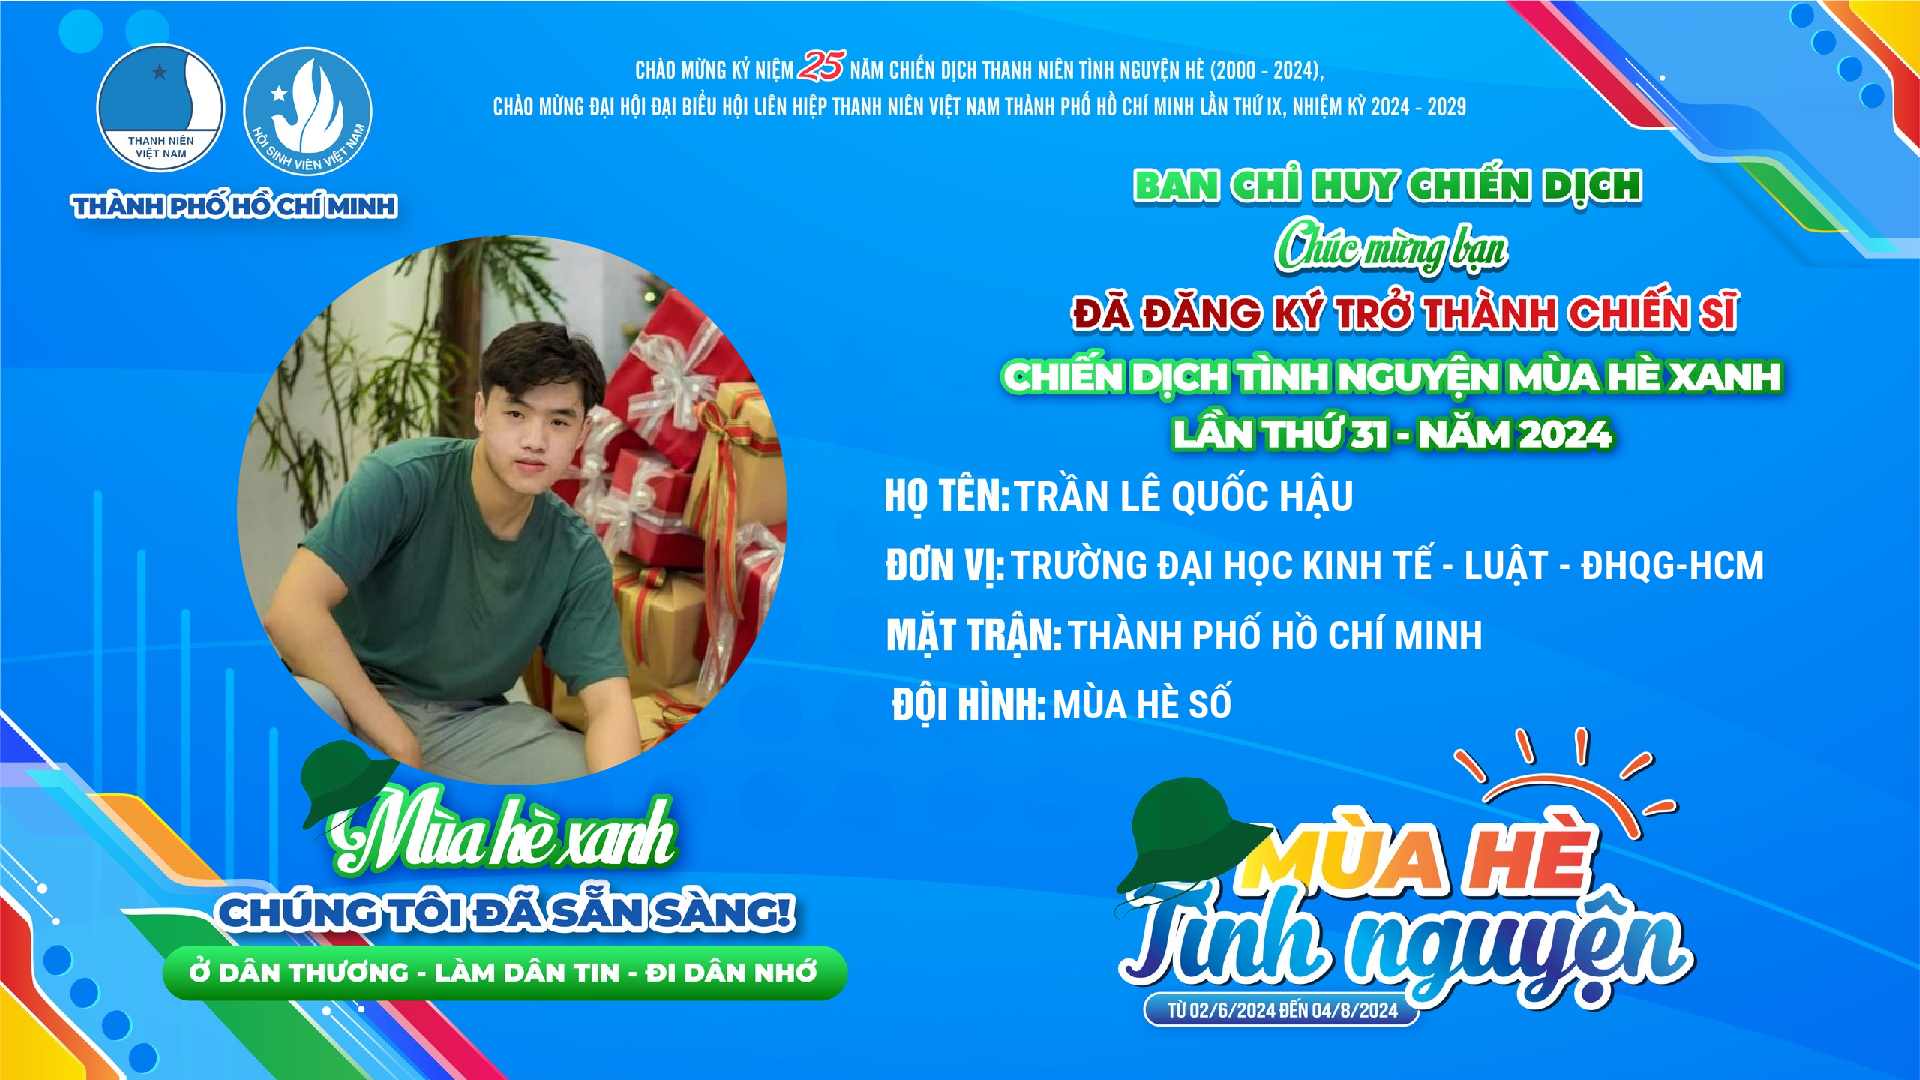 THANH NIÊN
VIỆT NAM
HỘI SINH VIÊN VIỆT NAM
THÀNH PHỐ HỒ CHÍ MINH
CHÀO MỪNG KỶ NIỆM 25 NĂM CHIẾN DỊCH THANH NIÊN TÌNH NGUYỆN HÈ (2000 - 2024),
CHÀO MỪNG ĐẠI HỘI ĐẠI BIỂU HỘI LIÊN HIỆP THANH NIÊN VIỆT NAM THÀNH PHỐ HỒ CHÍ MINH LẦN THỨ IX, NHIỆM KỲ 2024 - 2029
BAN CHỈ HUY CHIẾN DỊCH
Chúc mừng bạn
ĐÃ ĐĂNG KÝ TRỞ THÀNH CHIẾN SĨ
CHIẾN DỊCH TÌNH NGUYỆN MÙA HÈ XANH
LẦN THỨ 31 - NĂM 2024
HỌ TÊN: TRẦN LÊ QUỐC HẬU
ĐƠN VỊ: TRƯỜNG ĐẠI HỌC KINH TẾ - LUẬT - ĐHQG-HCM
MẶT TRẬN: THÀNH PHỐ HỒ CHÍ MINH
ĐỘI HÌNH: MÙA HÈ SỐ
Mùa hè xanh
CHÚNG TÔI ĐÃ SẴN SÀNG!
Ở DÂN THƯƠNG - LÀM DÂN TIN - ĐI DÂN NHỚ
MÙA HÈ
Tình nguyện
TỪ 02/6/2024 ĐẾN 04/8/2024